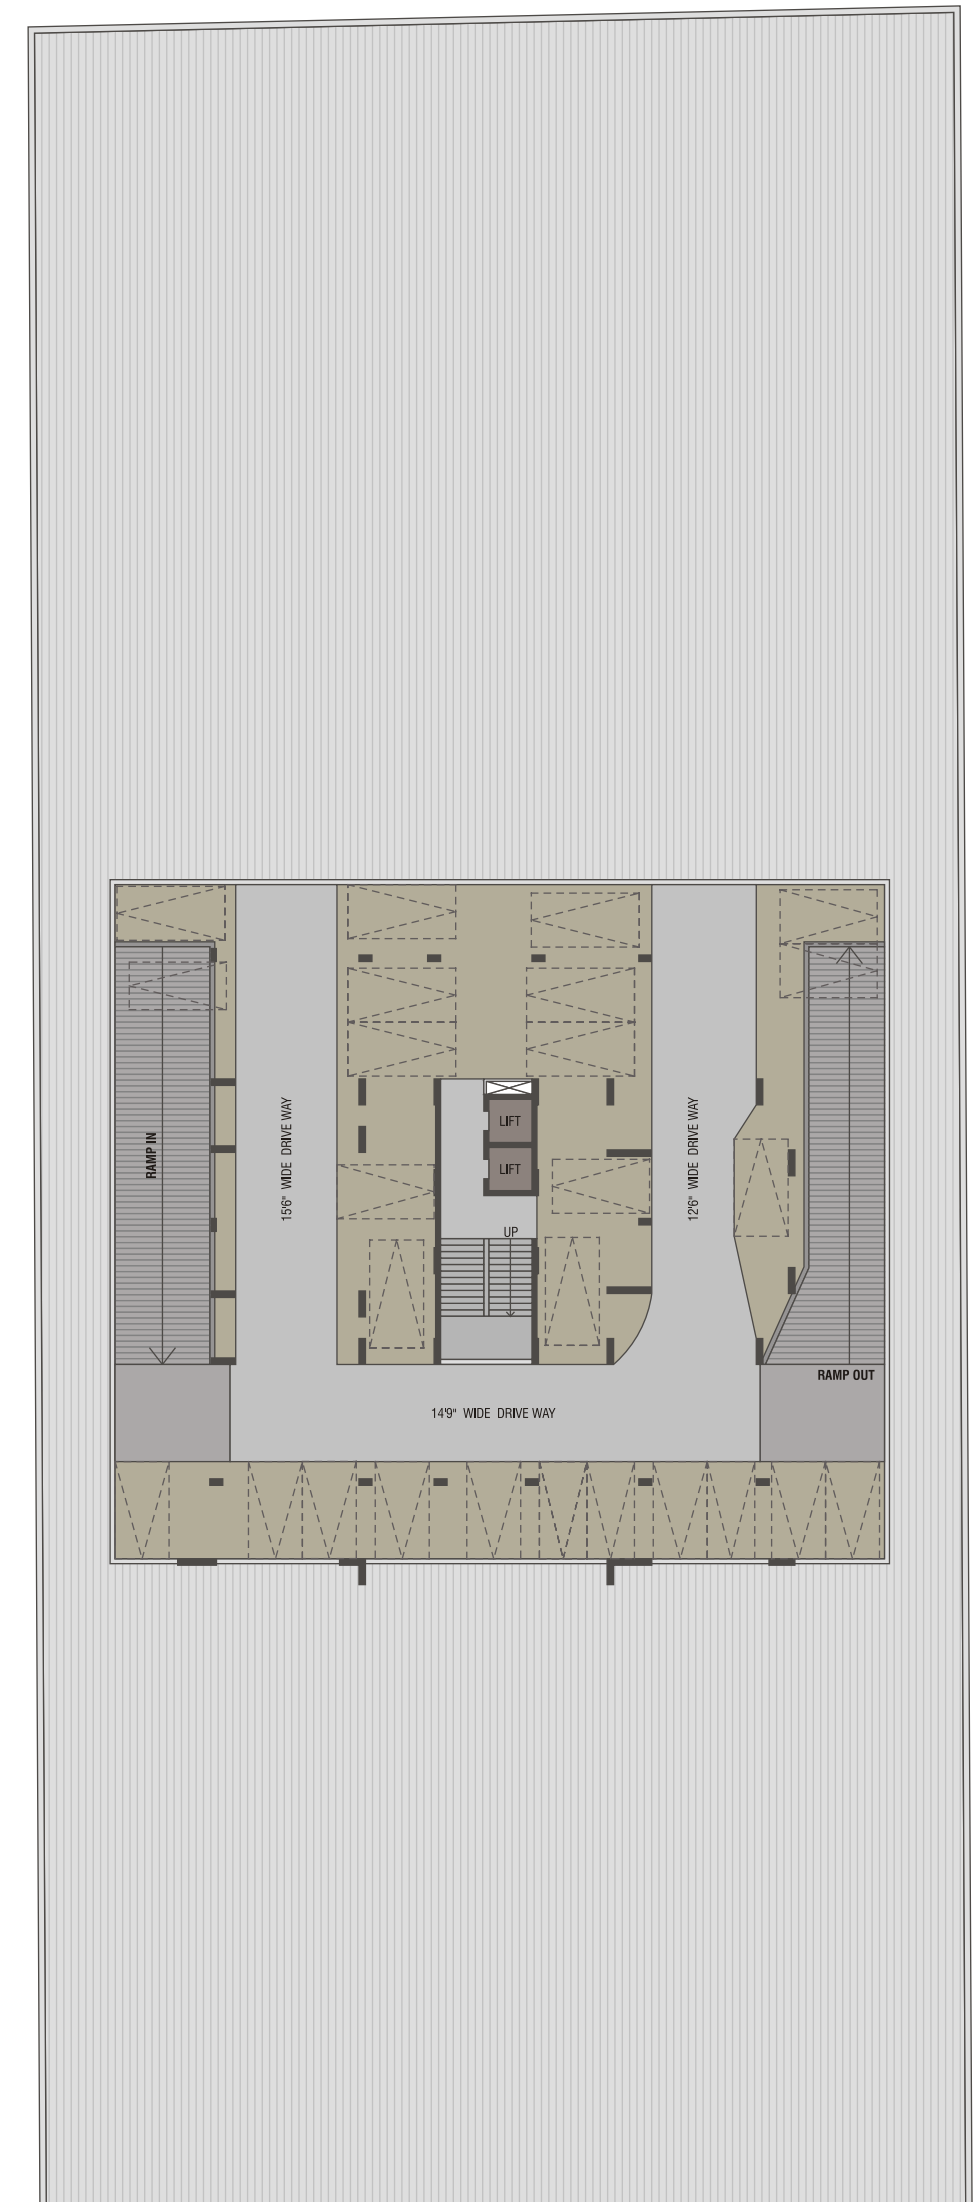 LIFT
LIFT
RAMP IN
15'6" WIDE DRIVE WAY
12'6" WIDE DRIVE WAY
UP
RAMP OUT
14'9" WIDE DRIVE WAY